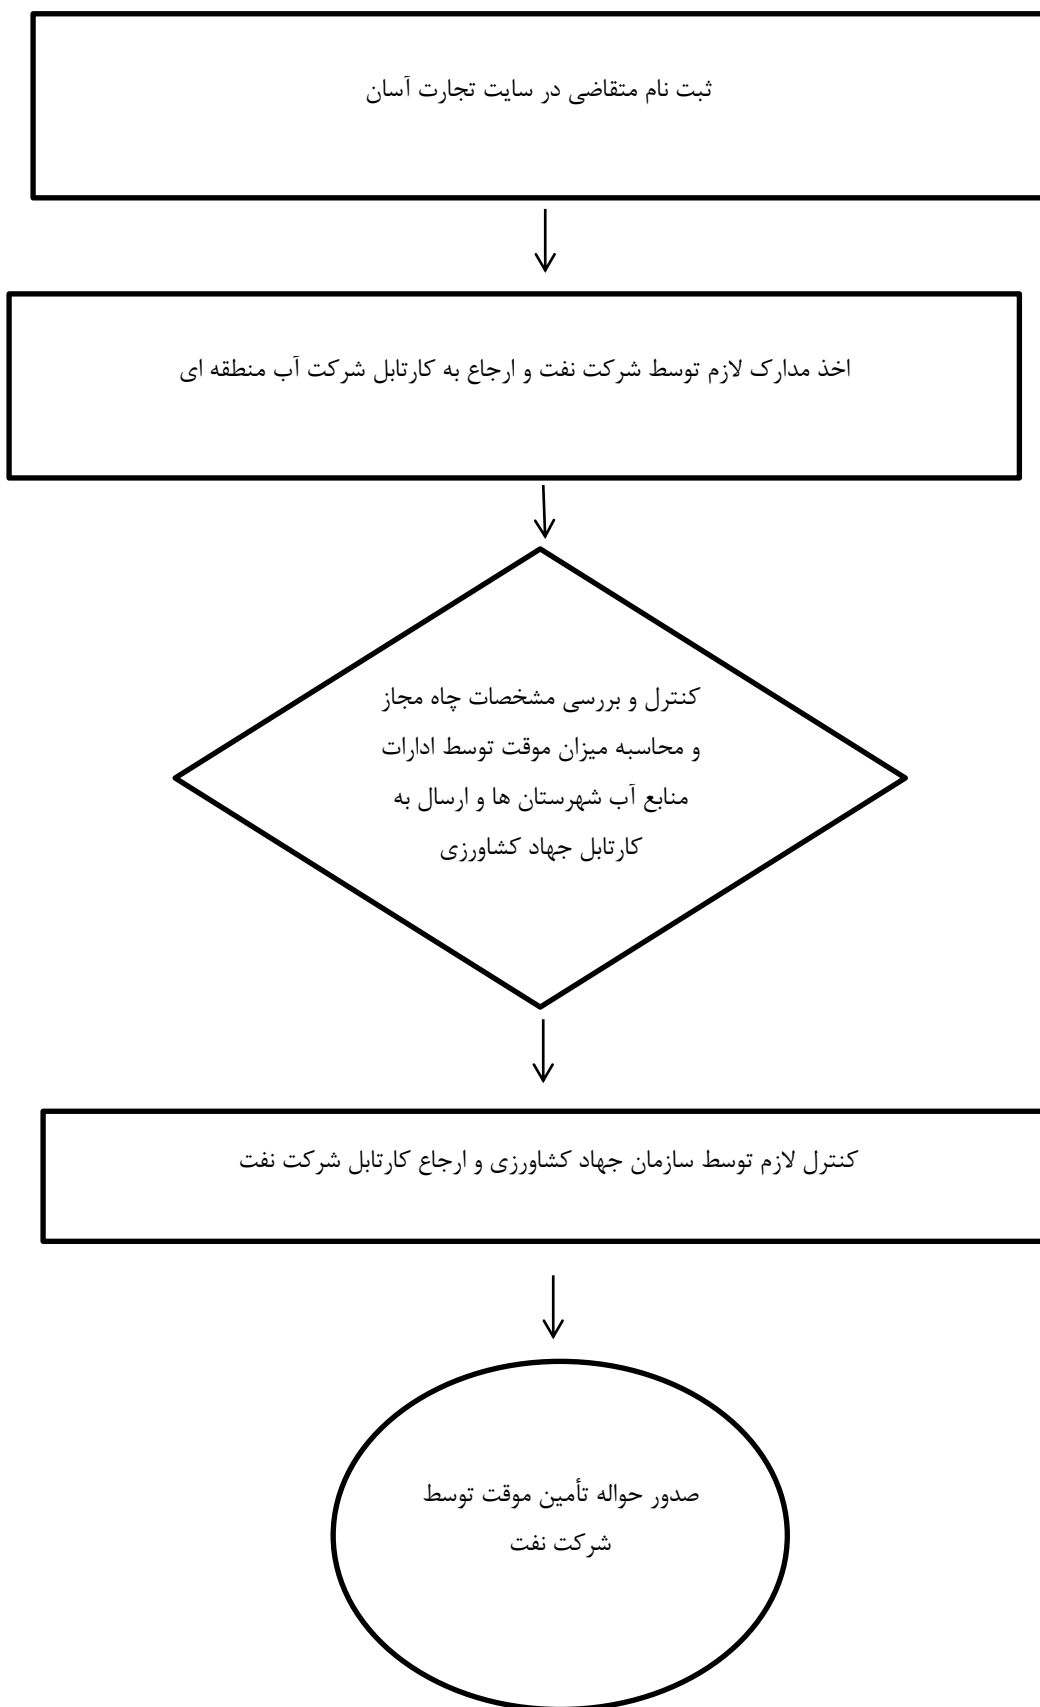 ثبت نام متقاضی در سایت تجارت آسان
اخذ مدارک لازم توسط شرکت نفت و ارجاع به کارتابل شرکت آب منطقه ای
کنترل و بررسی مشخصات چاه مجاز
و محاسبه میزان موقت توسط ادارات
منابع آب شهرستان ها و ارسال به
کارتابل جهاد کشاورزی
کنترل لازم توسط سازمان جهاد کشاورزی و ارجاع کارتابل شرکت نفت
صدور حواله تأمین موقت توسط
شرکت نفت